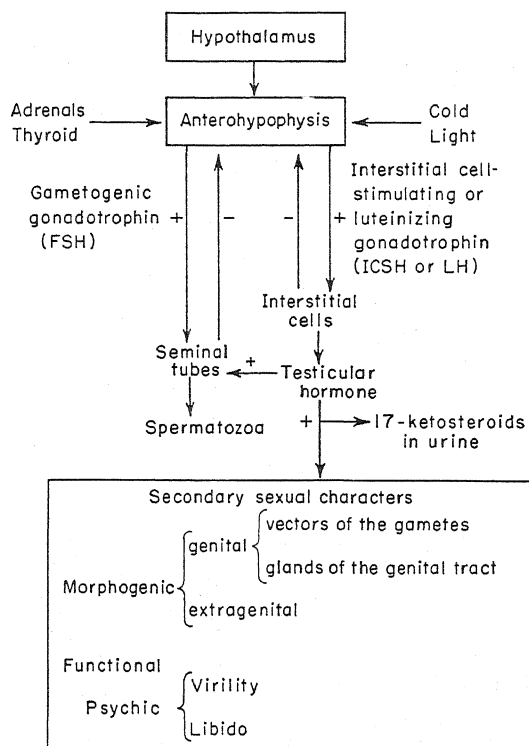 Hypothalamus
Adrenals
Thyroid
Anterohypophysis
Cold
Light
Gametogenic
gonadotrophin
(FSH)
+
−
−
+
Interstitial cell-
stimulating or
luteinizing
gonadotrophin
(ICSH or LH)
Interstitial
cells
Seminal
tubes
+
Testicular
hormone
Spermatozoa
+
17-ketosteroids
in urine
Secondary sexual characters
vectors of the gametes
genital
glands of the genital tract
Morphogenic
extragenital
Functional
Virility
Psychic
Libido